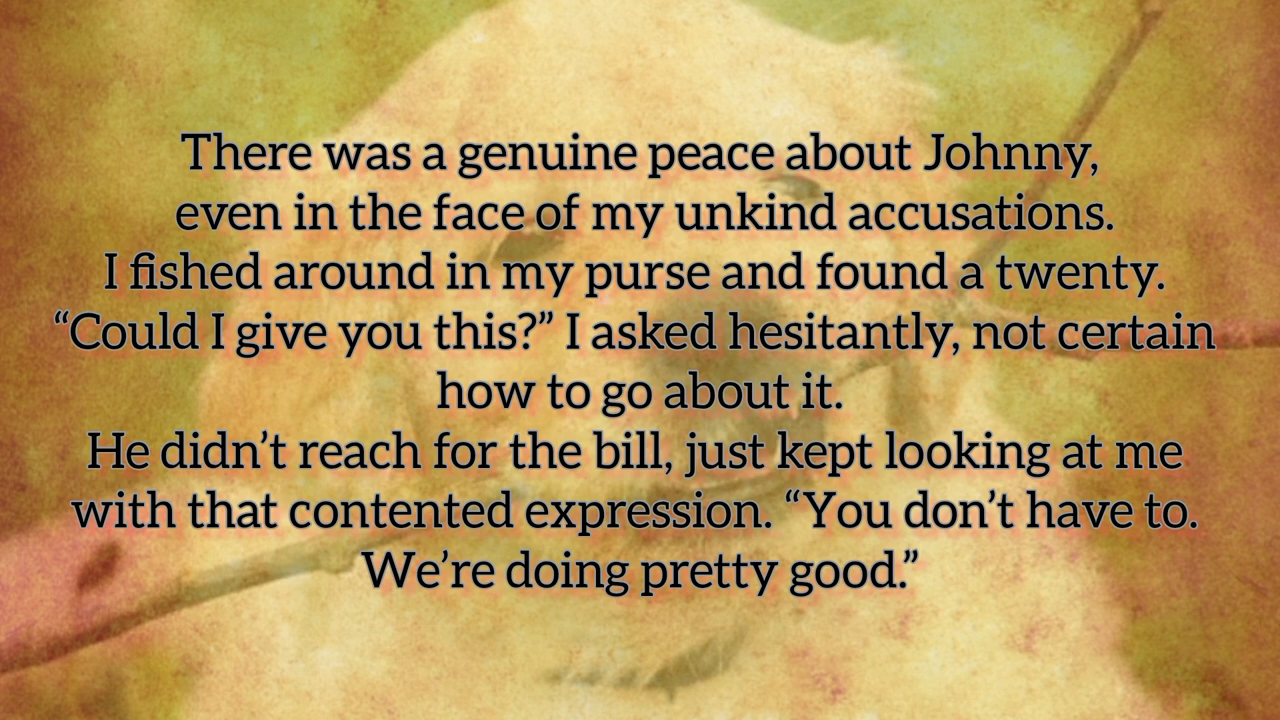 There was a genuine peace about Johnny,
even in the face of my unkind accusations.
I fished around in my purse and found a twenty.
“Could I give you this?” I asked hesitantly, not certain
how to go about it.
He didn’t reach for the bill, just kept looking at me
with that contented expression. “You don’t have to.
We’re doing pretty good.”